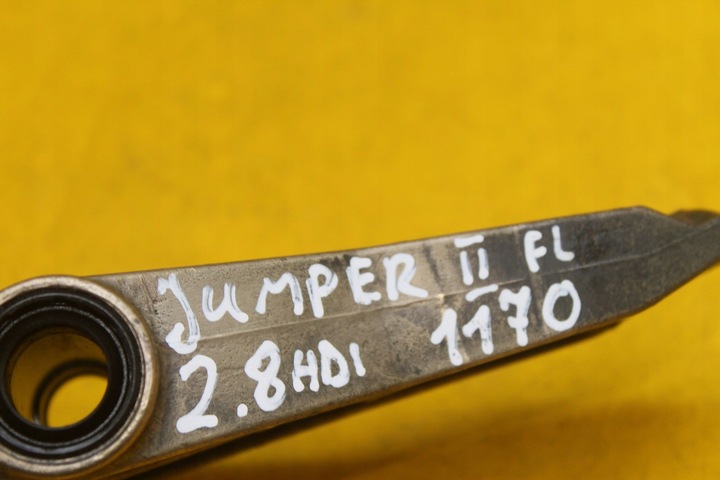 JUMPER II FL
2.8HDI 1170